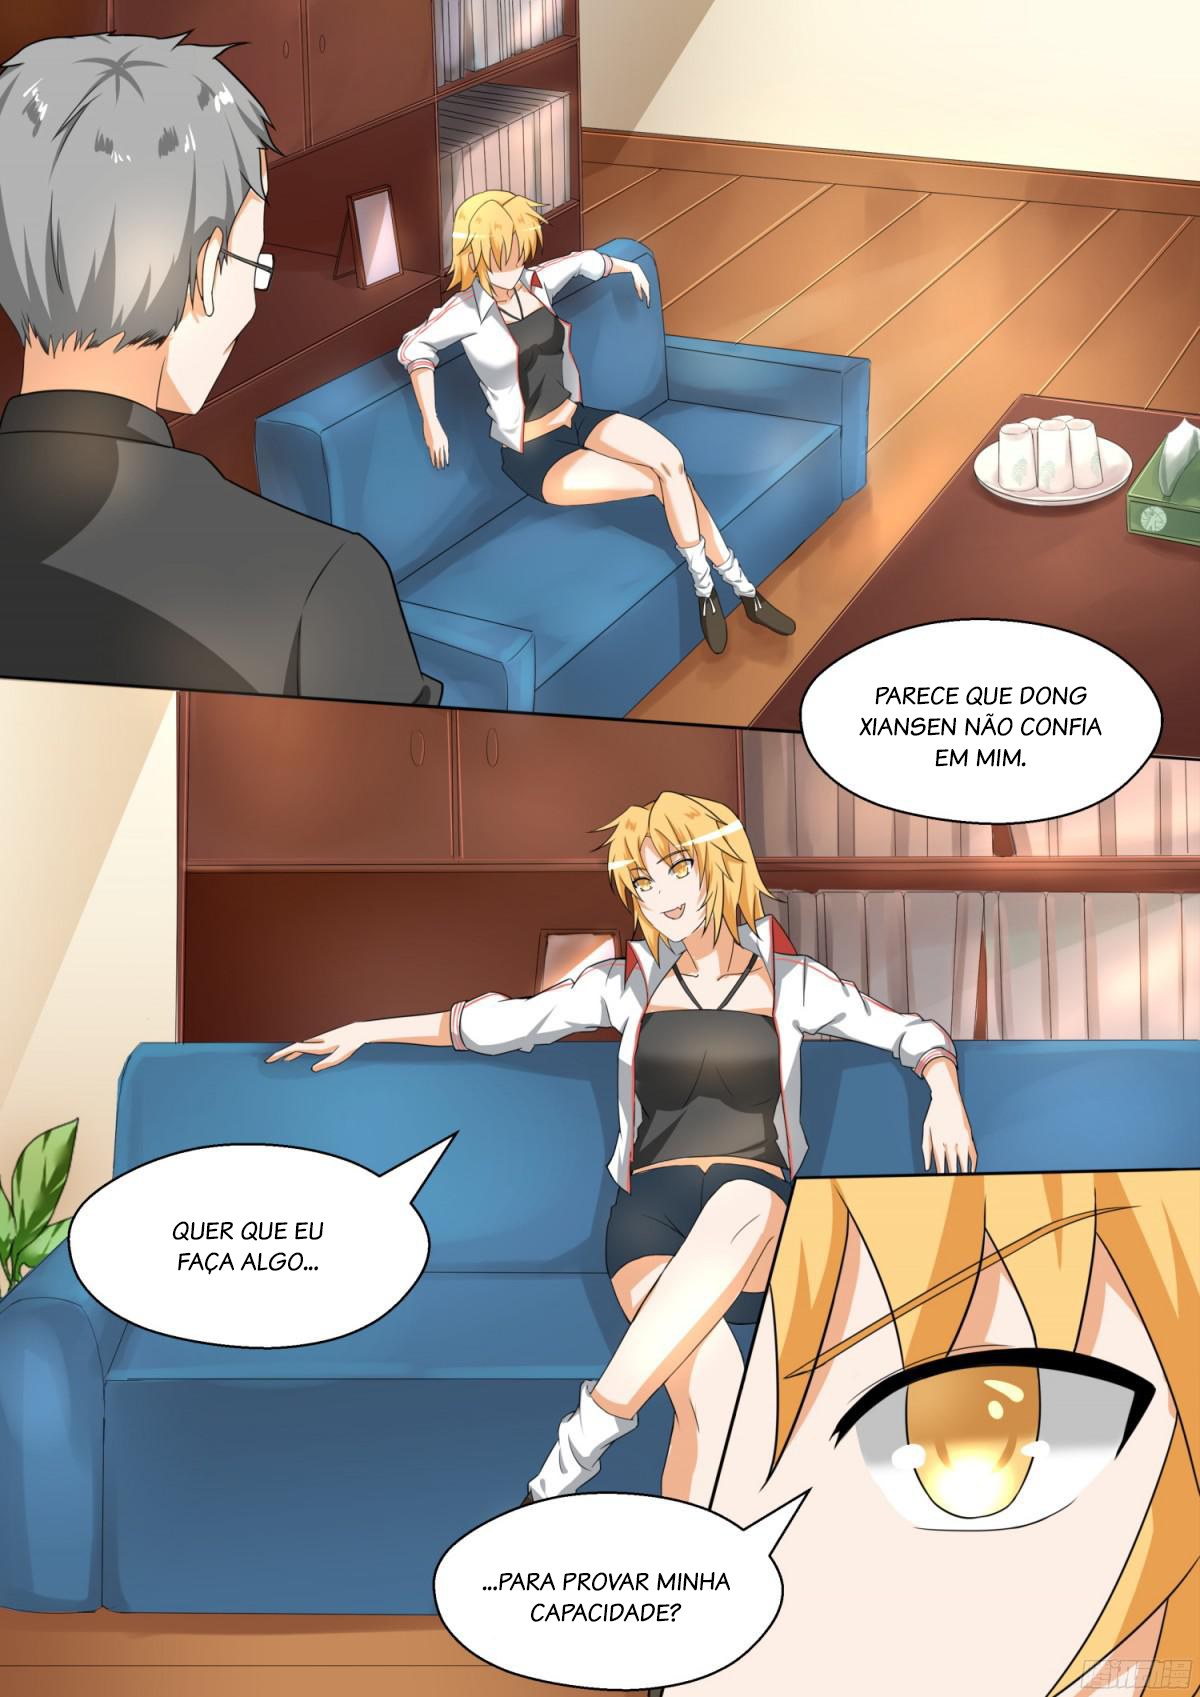 PARECE QUE DONG
XIANSEN NÃO CONFIA
EM MIM.
QUER QUE EU
FAÇA ALGO...
...PARA PROVAR MINHA
CAPACIDADE?